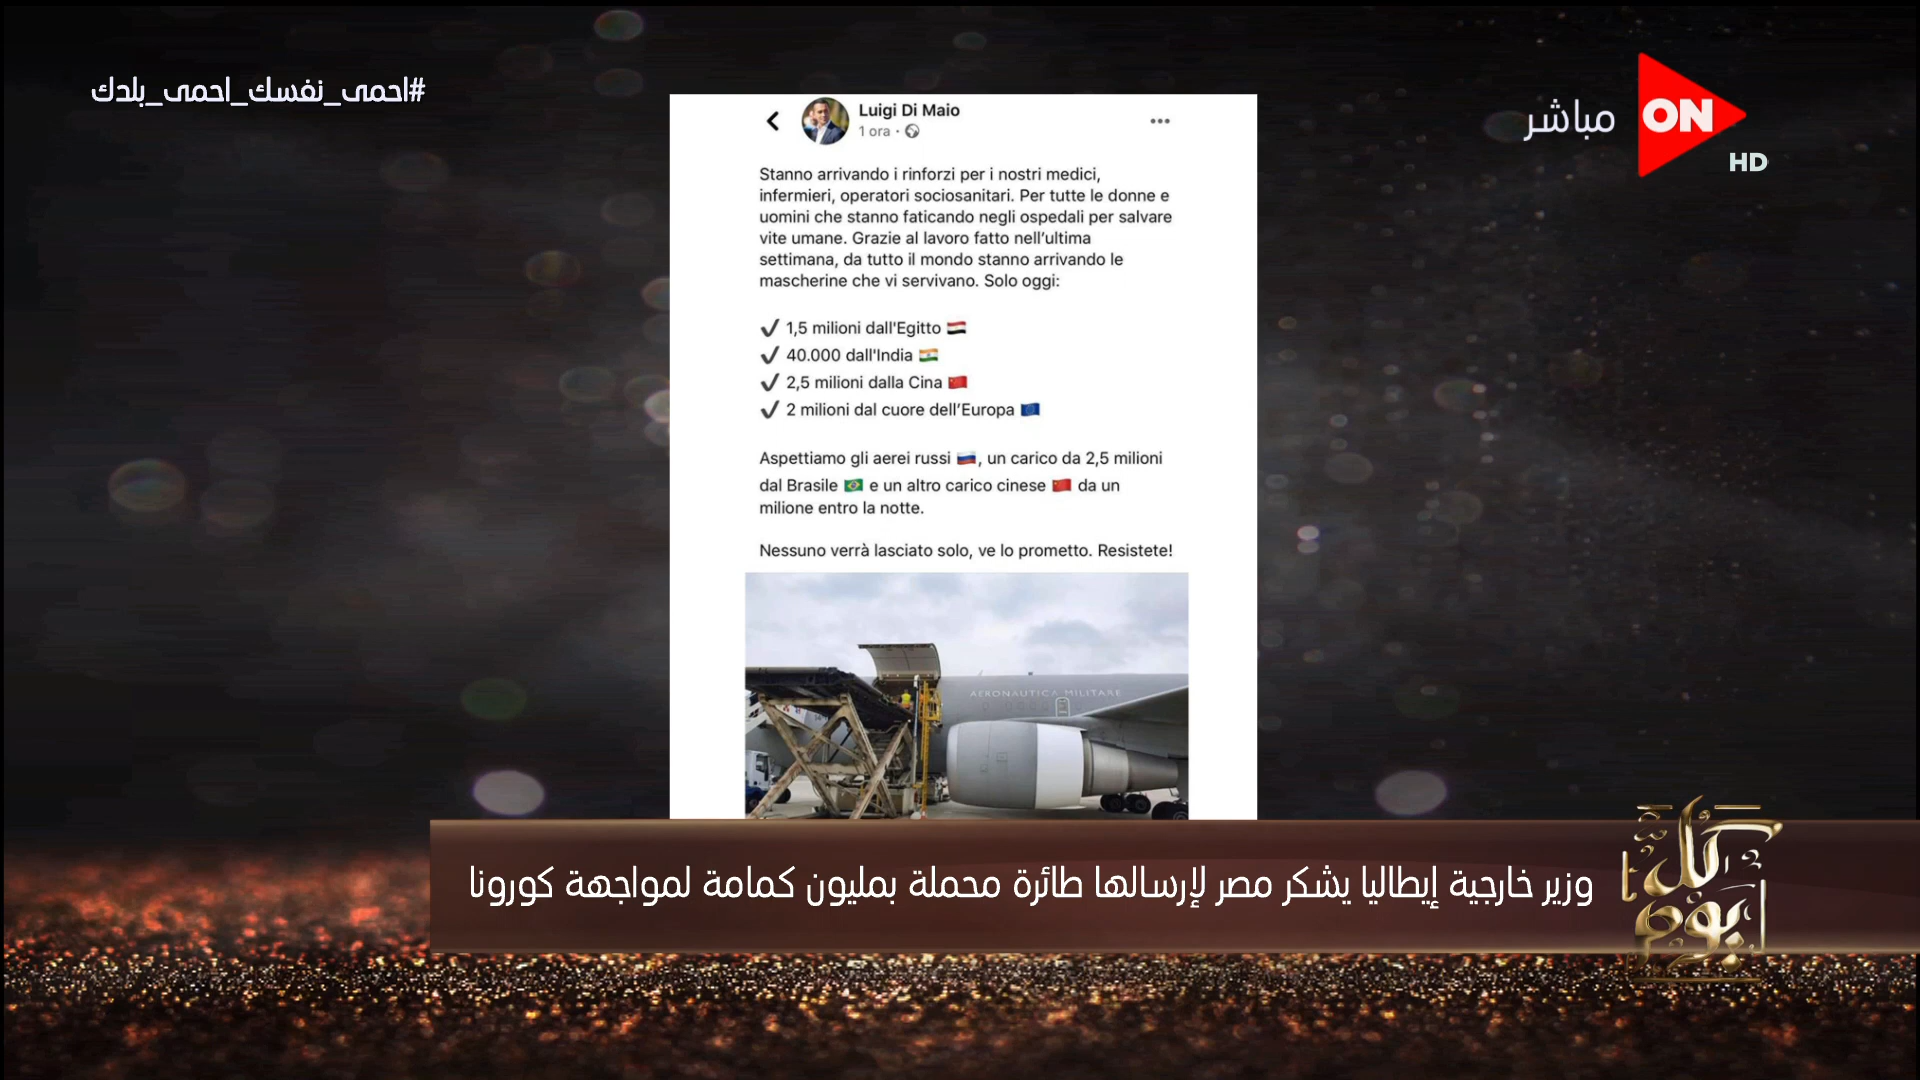 #احمى_نفسك_احمى_بلدك
مباشر
ON
HD
Luigi Di Maio
1 ora
Stanno arrivando i rinforzi per i nostri medici,
infermieri, operatori sociosanitari. Per tutte le donne e
uomini che stanno faticando negli ospedali per salvare
vite umane. Grazie al lavoro fatto nell’ultima
settimana, da tutto il mondo stanno arrivando le
mascherine che vi servivano. Solo oggi:
✔ 1,5 milioni dall'Egitto 🇪🇬
✔ 40.000 dall'India 🇮🇳
✔ 2,5 milioni dalla Cina 🇨🇳
✔ 2 milioni dal cuore dell’Europa 🇪🇺
Aspettiamo gli aerei russi 🇷🇺, un carico da 2,5 milioni
dal Brasile 🇧🇷 e un altro carico cinese 🇨🇳 da un
milione entro la notte.
Nessuno verrà lasciato solo, ve lo prometto. Resistete!
AERONAUTICA MILITARE
وزير خارجية إيطاليا يشكر مصر لإرسالها طائرة محملة بمليون كمامة لمواجهة كورونا
كل
يوم